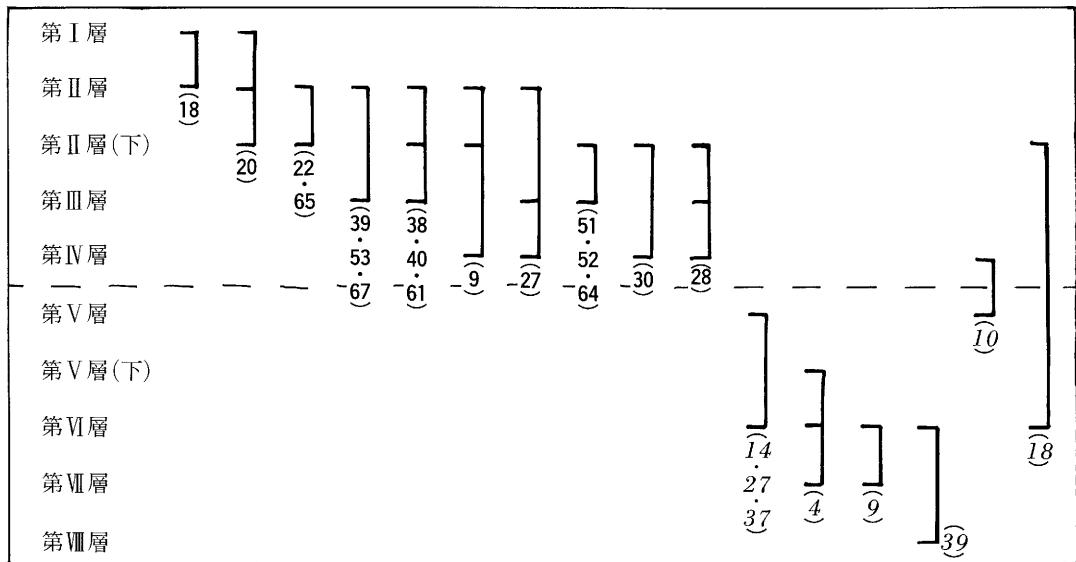 第Ⅰ層
第Ⅱ層
第Ⅱ層(下)
第Ⅲ層
第Ⅳ層
第Ⅴ層
第Ⅴ層(下)
第Ⅵ層
第Ⅶ層
第Ⅷ層
(18)
(20)
(22・65)
(39・53・67)
(38・40・61)
(9)
(27)
(51・52・64)
(30)
(28)
(14・27・37)
(4)
(9)
(39)
(10)
(18)